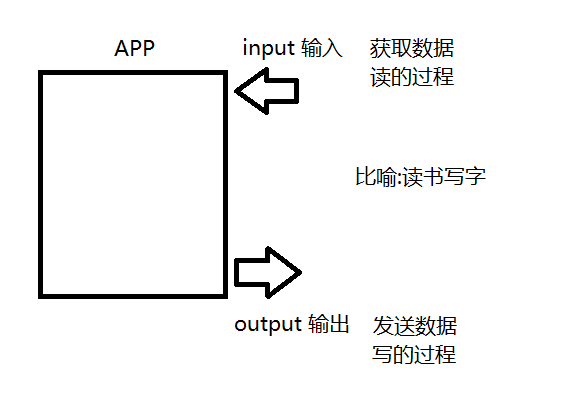 APP
input 输入
获取数据
读的过程
比喻:读书写字
output 输出
发送数据
写的过程